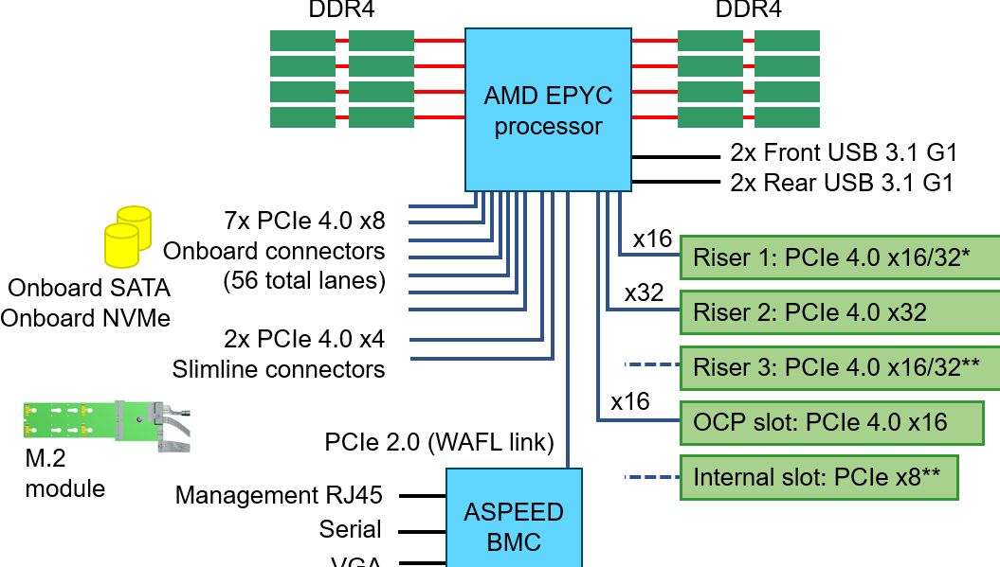 DDR4
DDR4
AMD EPYC
processor
2x Front USB 3.1 G1
2x Rear USB 3.1 G1
7x PCIe 4.0 x8
Onboard connectors
(56 total lanes)
Onboard SATA
Onboard NVMe
2x PCIe 4.0 x4
Slimline connectors
x16
Riser 1: PCIe 4.0 x16/32*
x32
Riser 2: PCIe 4.0 x32
Riser 3: PCIe 4.0 x16/32**
x16
OCP slot: PCIe 4.0 x16
Internal slot: PCIe x8**
M.2
module
PCIe 2.0 (WAFL link)
Management RJ45
Serial
VGA
ASPEED
BMC